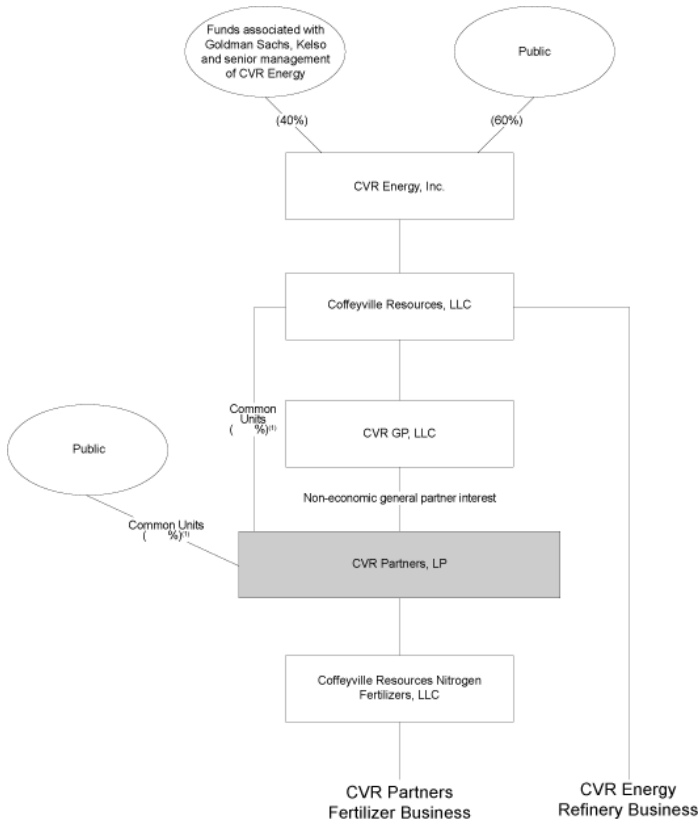 Funds associated with
Goldman Sachs, Kelso
and senior management
of CVR Energy
Public
(40%)
(60%)
CVR Energy, Inc.
Coffeyville Resources, LLC
Common
Units
( %)(1)
CVR GP, LLC
Public
Non-economic general partner interest
Common Units
( %)(1)
CVR Partners, LP
Coffeyville Resources Nitrogen
Fertilizers, LLC
CVR Partners
Fertilizer Business
CVR Energy
Refinery Business